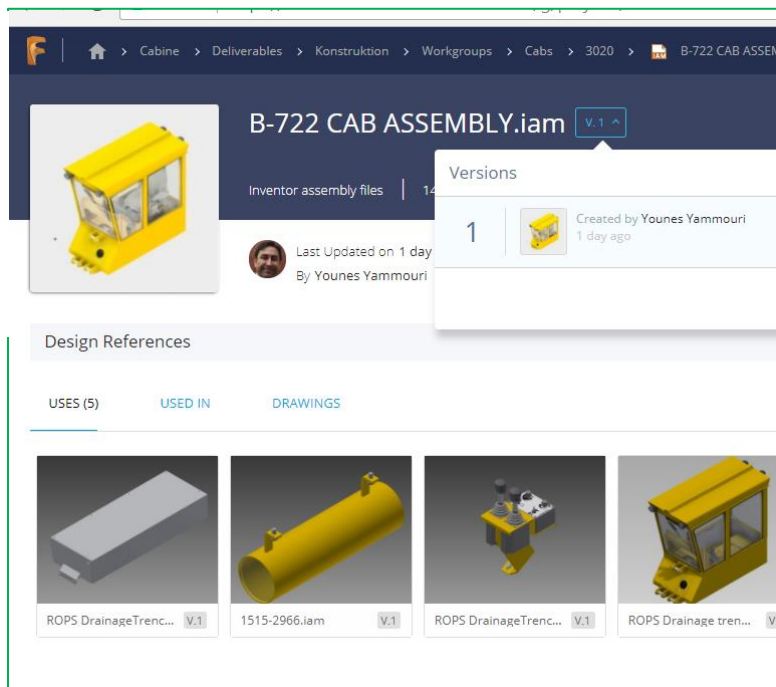 Cabine > Deliverables > Konstruktion > Workgroups > Cabs > 3020 > B-722 CAB ASSEM
B-722 CAB ASSEMBLY.iam V.1
Versions
Inventor assembly files | 14
1 Created by Younes Yammouri
1 day ago
Last Updated on 1 day
By Younes Yammouri
Design References
USES (5) USED IN DRAWINGS
ROPS DrainageTrenc... V.1 1515-2966.iam V.1 ROPS DrainageTrenc... V.1 ROPS Drainage tren... V